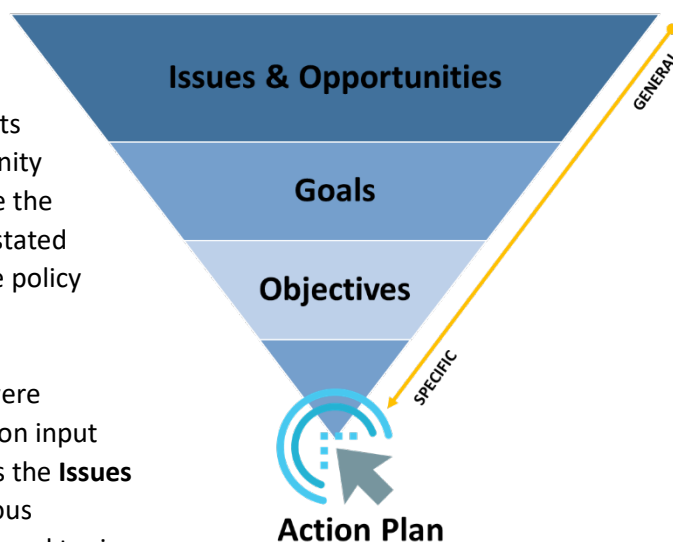 Issues & Opportunities
GENERAL
Goals
Objectives
SPECIFIC
Action Plan
ts
nity
e the
stated
e policy
ere
on input
s the Issues
ous